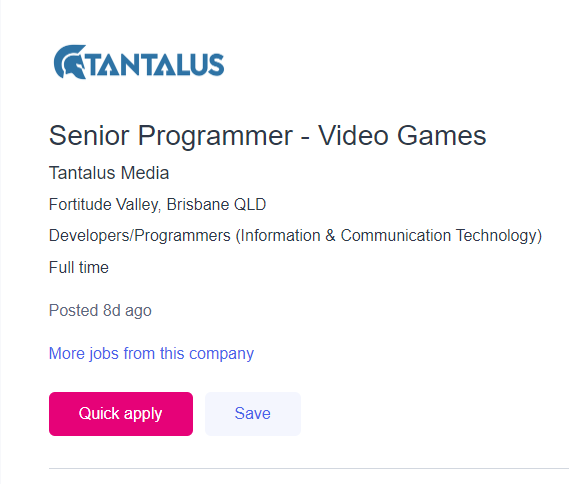 TANTALUS
Senior Programmer - Video Games
Tantalus Media
Fortitude Valley, Brisbane QLD
Developers/Programmers (Information & Communication Technology)
Full time
Posted 8d ago
More jobs from this company
Quick apply
Save